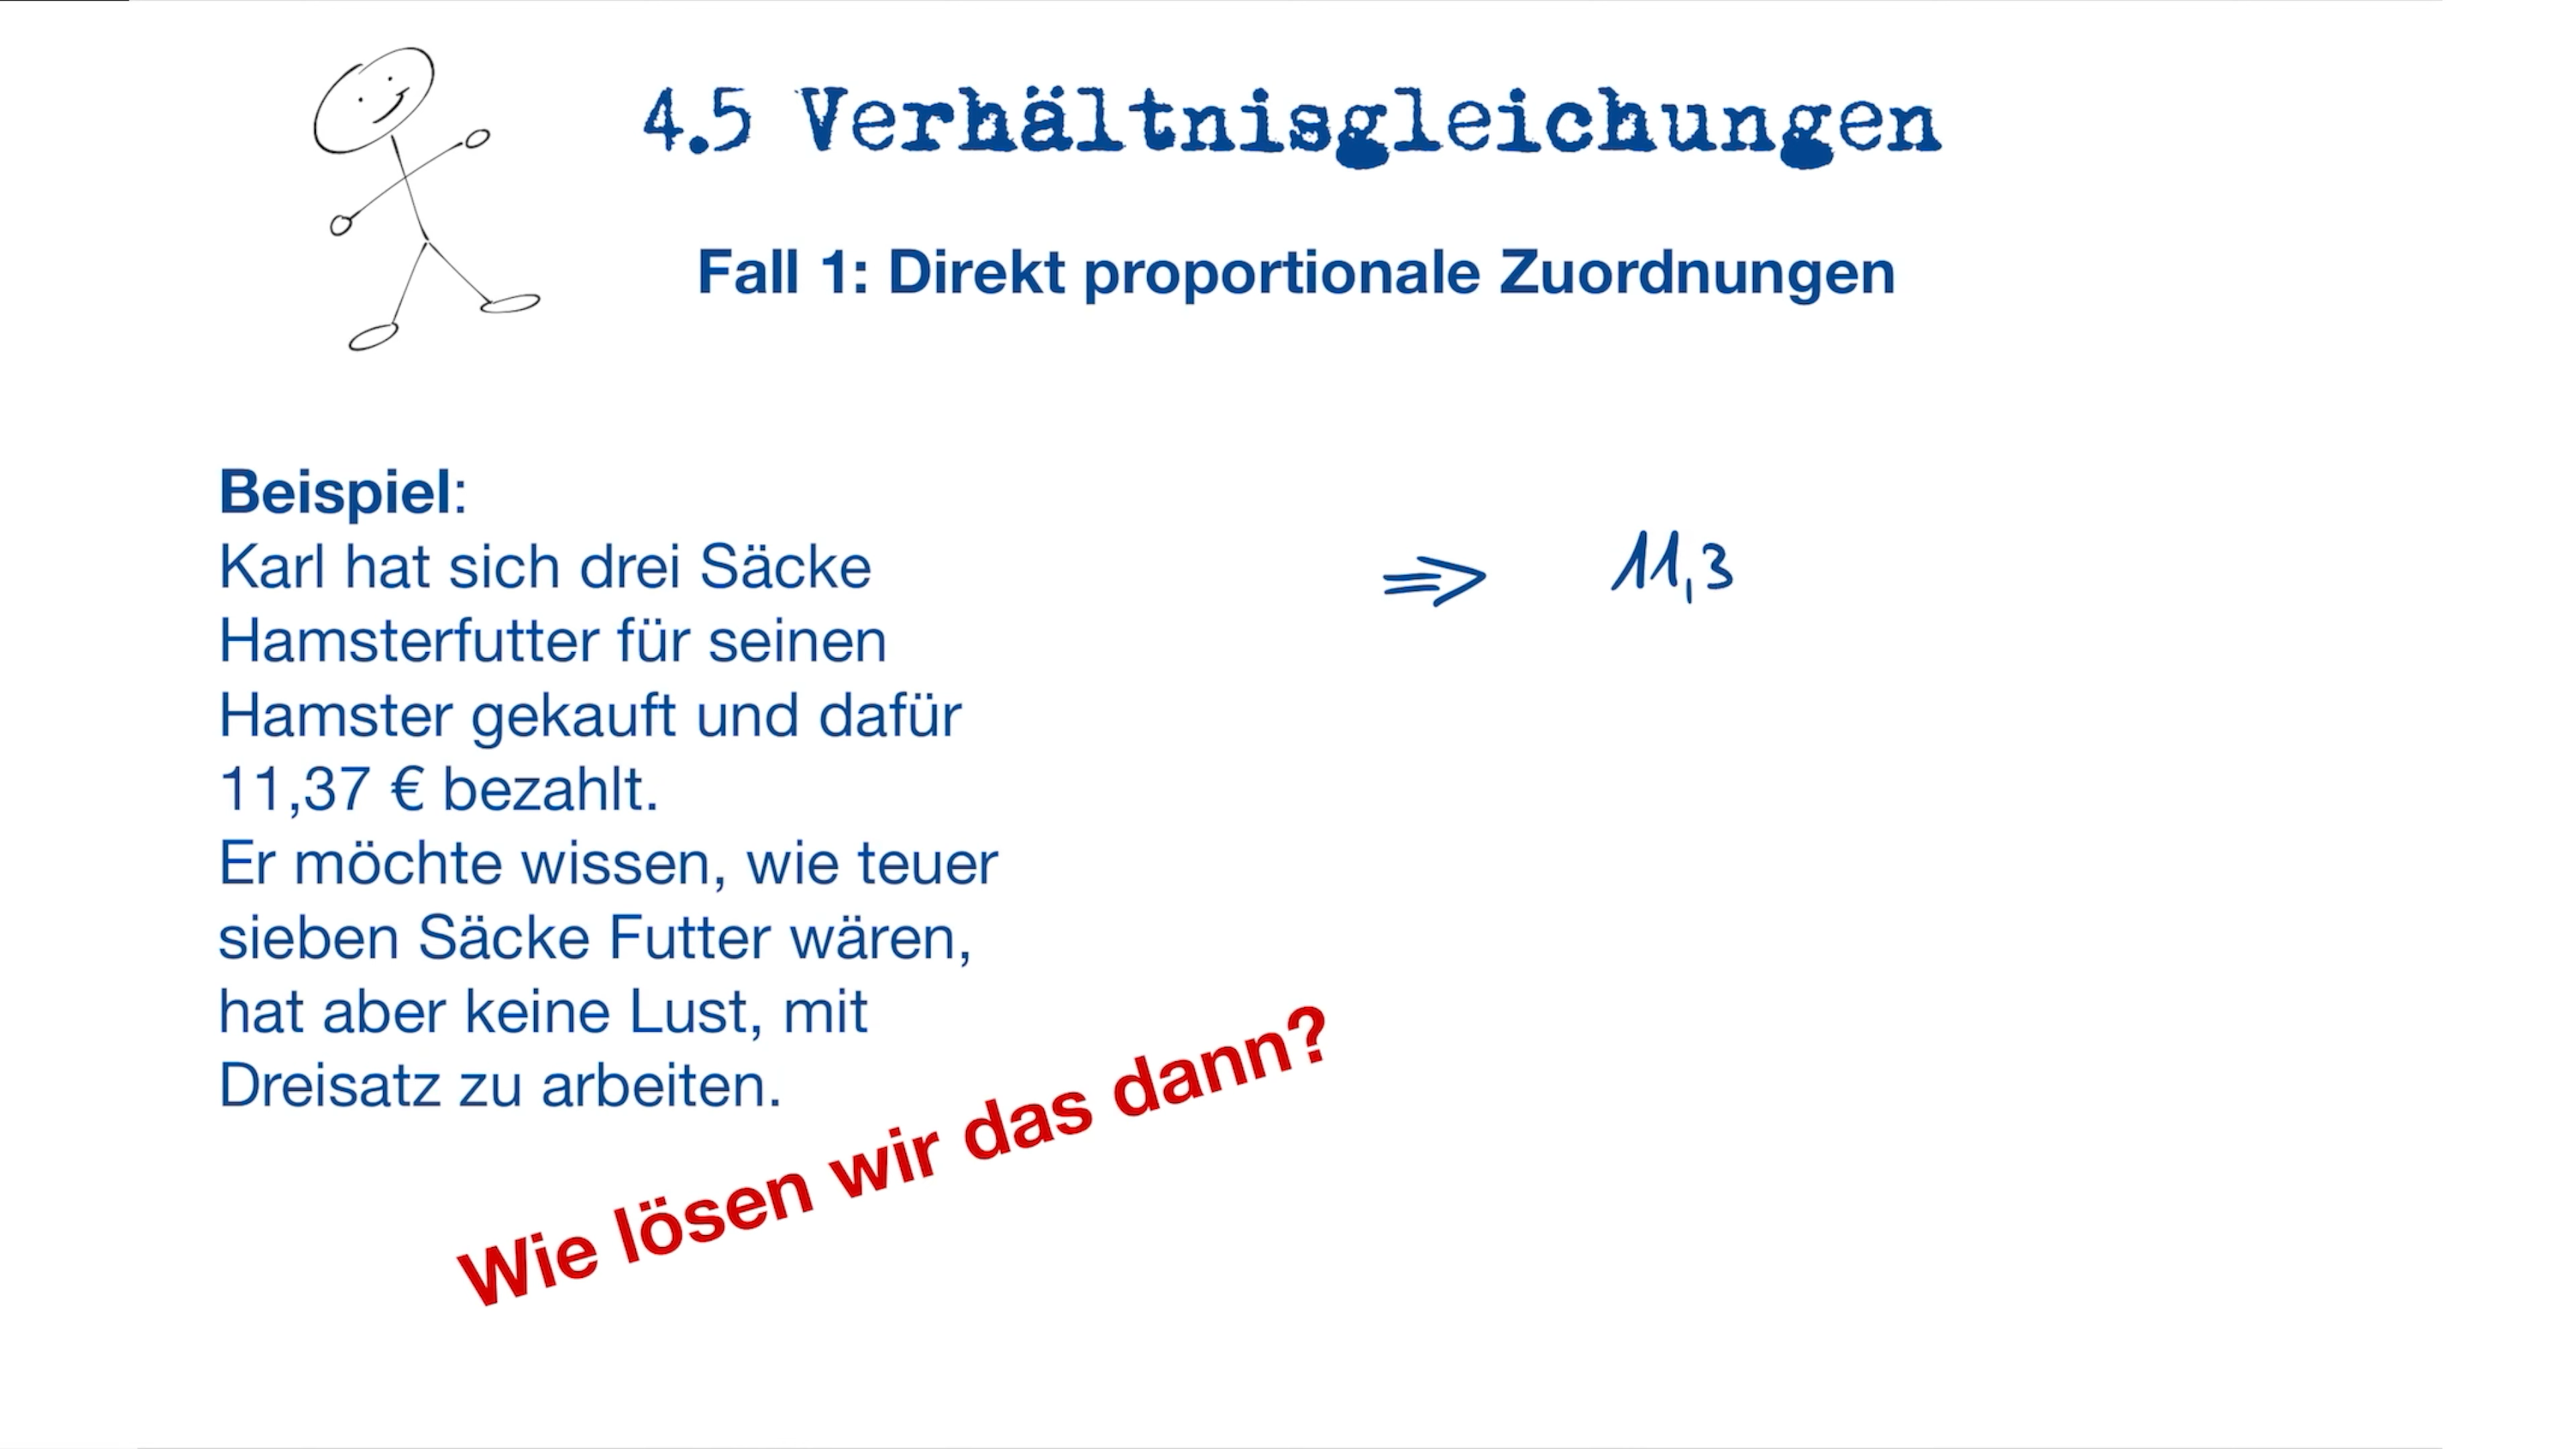 4.5 Verhältnisgleichungen
Fall 1: Direkt proportionale Zuordnungen
Beispiel:
Karl hat sich drei Säcke
Hamsterfutter für seinen
Hamster gekauft und dafür
11,37 € bezahlt.
Er möchte wissen, wie teuer
sieben Säcke Futter wären,
hat aber keine Lust, mit
Dreisatz zu arbeiten.
Wie lösen wir das dann?
⇒ 11,3